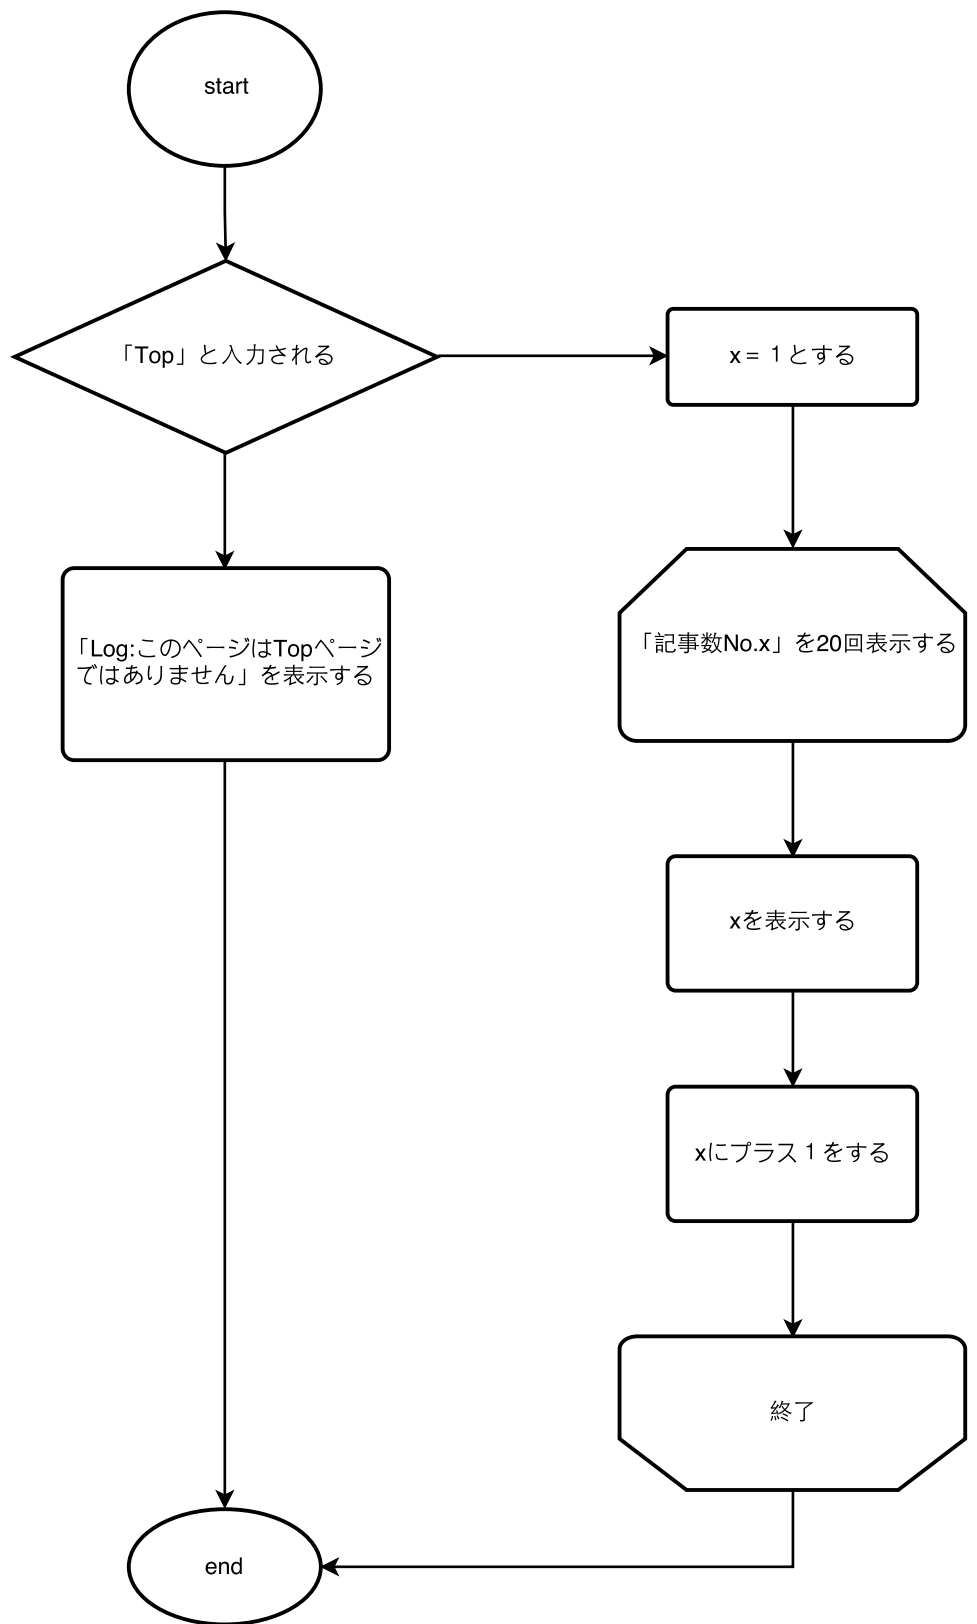 start
「Top」と入力される
x = １とする
「Log:このページはTopページ
ではありません」を表示する
「記事数No.x」を20回表示する
xを表示する
xにプラス１をする
終了
end